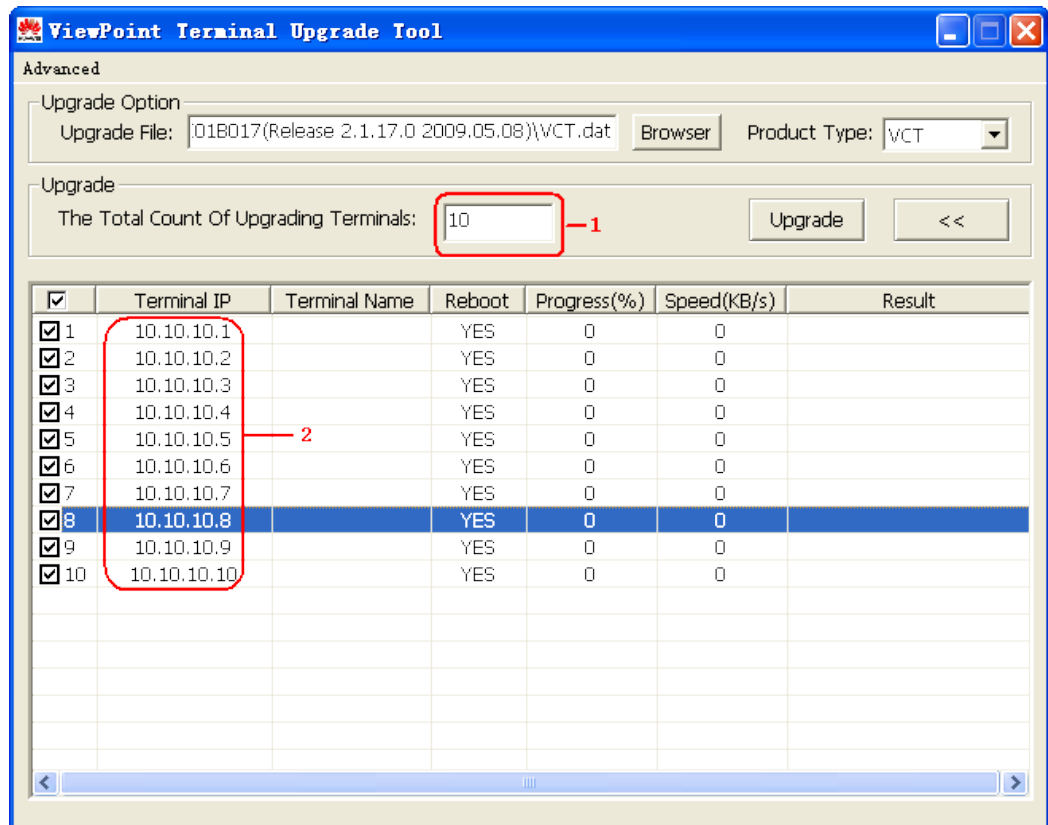 ViewPoint Terminal Upgrade Tool
Advanced
Upgrade Option
Upgrade File: 01B017(Release 2.1.17.0 2009.05.08)\VCT.dat Browser Product Type: VCT
Upgrade
The Total Count Of Upgrading Terminals: 10 1 Upgrade <<
Terminal IP Terminal Name Reboot Progress(%) Speed(KB/s) Result
1 10.10.10.1 YES 0 0
2 10.10.10.2 YES 0 0
3 10.10.10.3 YES 0 0
4 10.10.10.4 YES 0 0
5 10.10.10.5 2 YES 0 0
6 10.10.10.6 YES 0 0
7 10.10.10.7 YES 0 0
8 10.10.10.8 YES 0 0
9 10.10.10.9 YES 0 0
10 10.10.10.10 YES 0 0